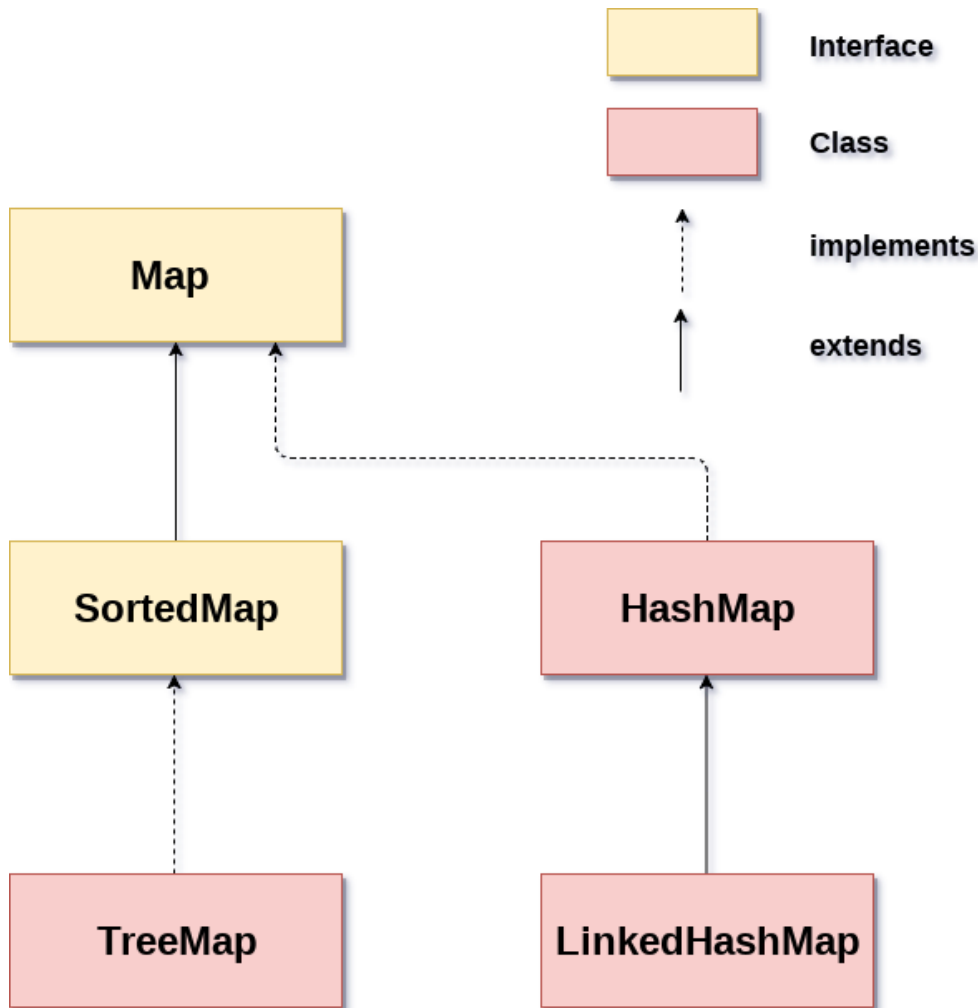 Interface
Class
implements
extends
Map
SortedMap
HashMap
TreeMap
LinkedHashMap